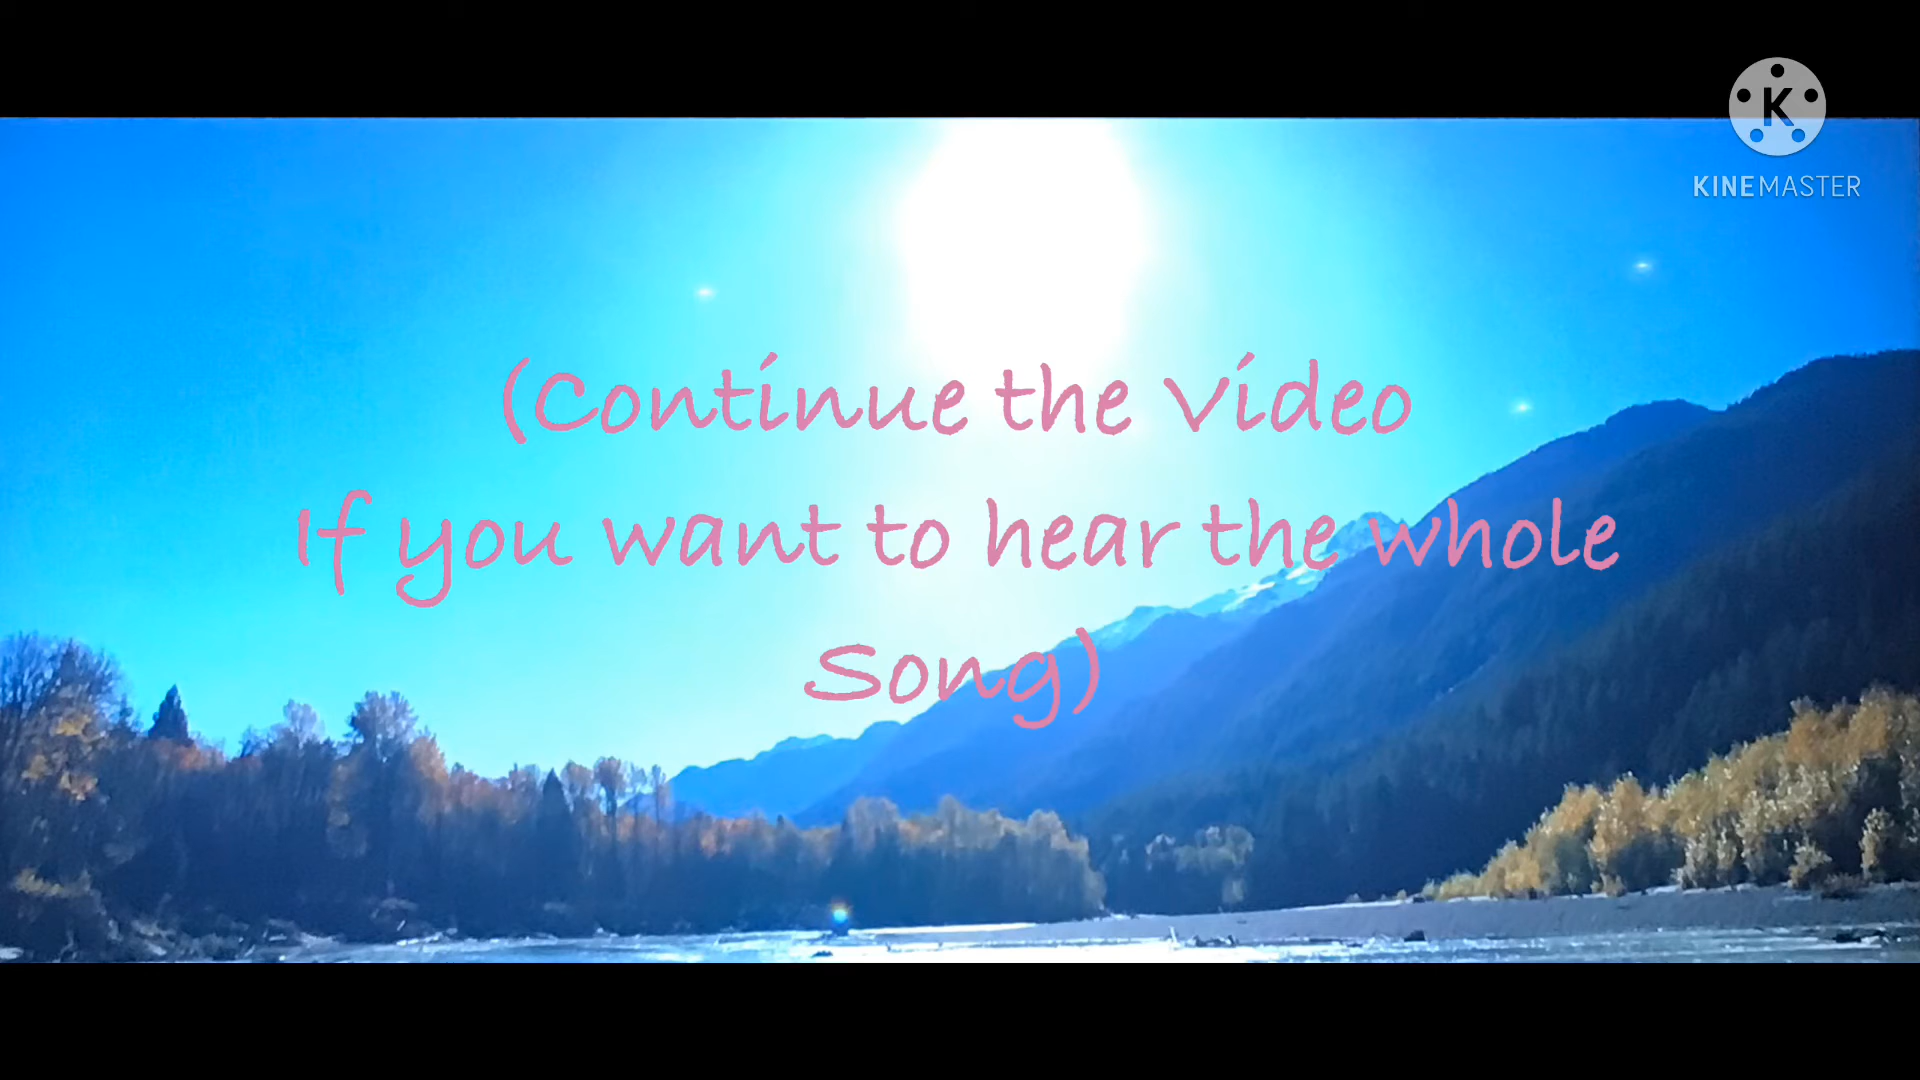 K
KINEMASTER
(Continue the Video
If you want to hear the whole
Song)